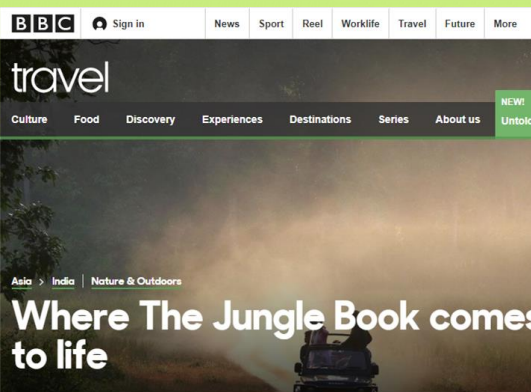 BBC Sign in News Sport Reel Worklife Travel Future More
travel
NEW!
Culture Food Discovery Experiences Destinations Series About us
Asia > India | Nature & Outdoors
Where The Jungle Book comes
to life